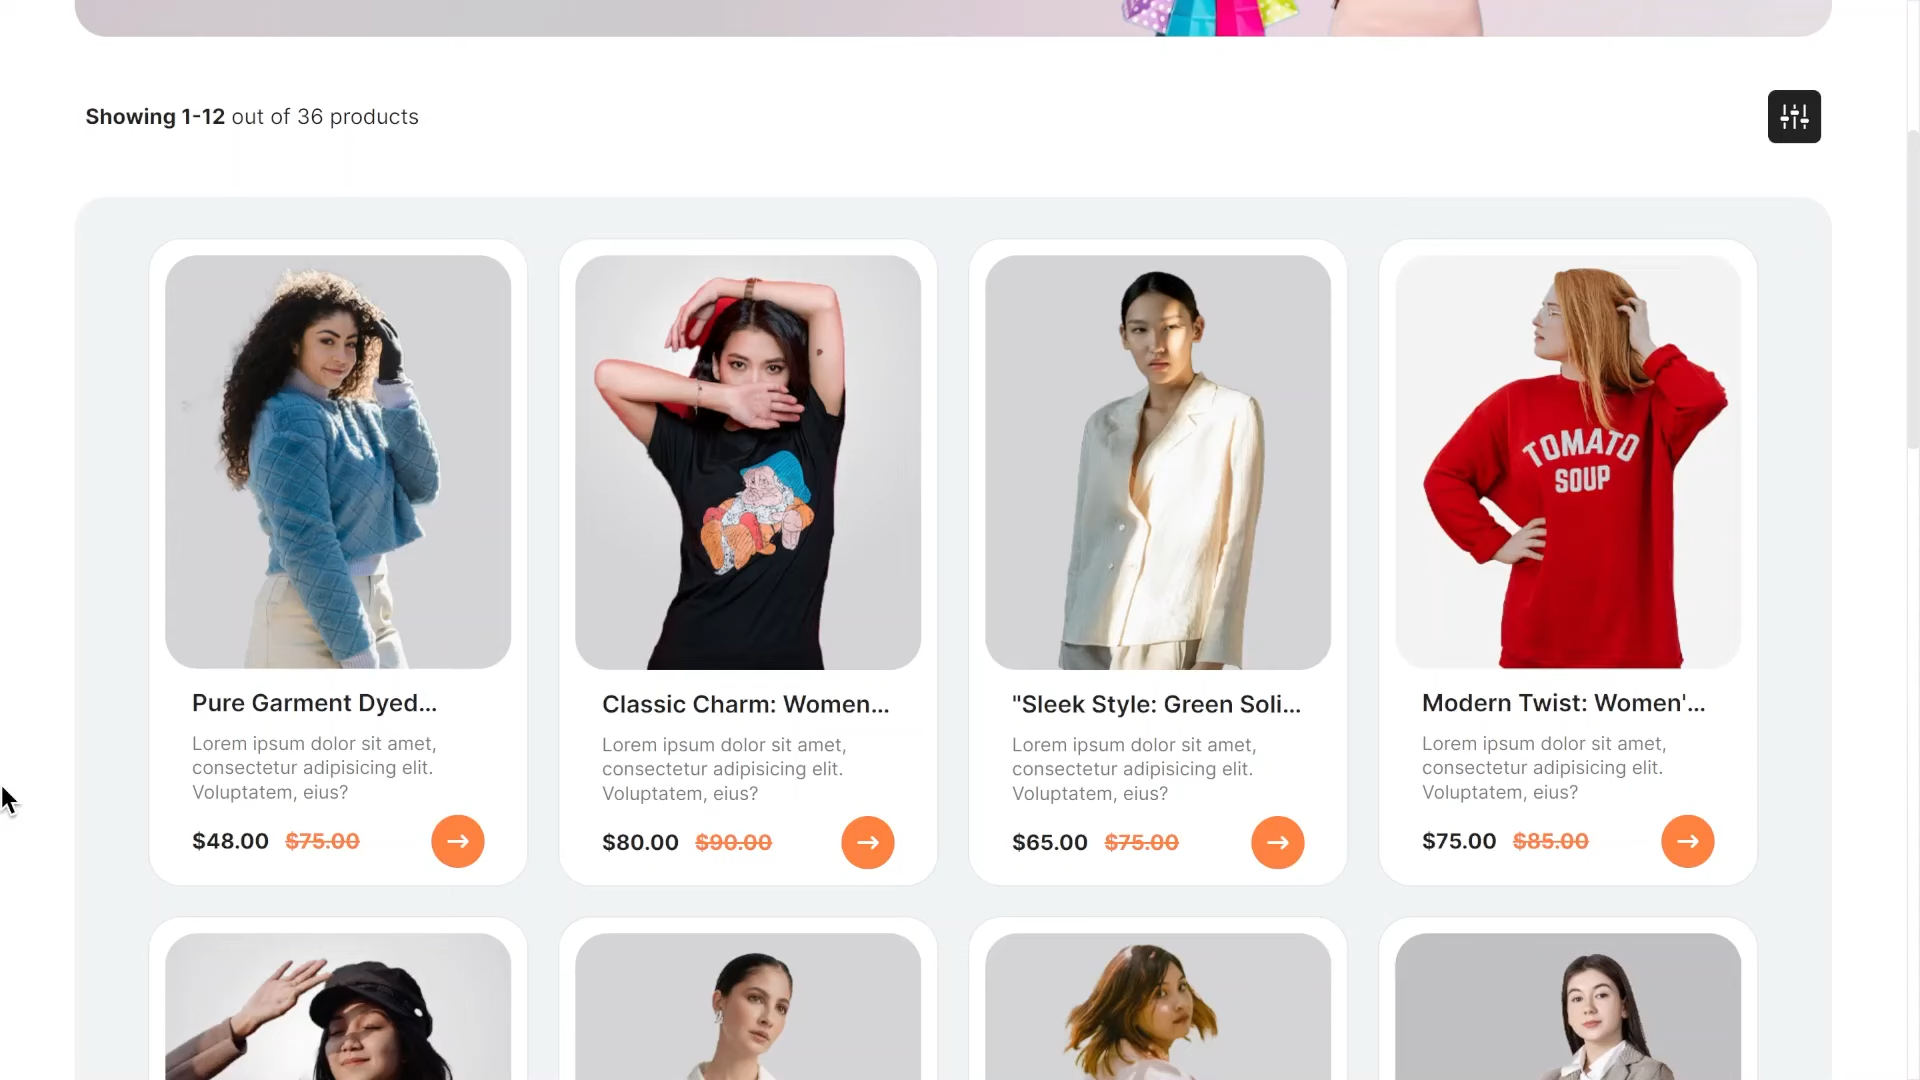 Showing 1-12 out of 36 products
TOMATO
SOUP
Pure Garment Dyed...
Lorem ipsum dolor sit amet,
consectetur adipisicing elit.
Voluptatem, eius?
$48.00 $75.00
Classic Charm: Women...
Lorem ipsum dolor sit amet,
consectetur adipisicing elit.
Voluptatem, eius?
$80.00 $90.00
"Sleek Style: Green Soli...
Lorem ipsum dolor sit amet,
consectetur adipisicing elit.
Voluptatem, eius?
$65.00 $75.00
Modern Twist: Women'...
Lorem ipsum dolor sit amet,
consectetur adipisicing elit.
Voluptatem, eius?
$75.00 $85.00